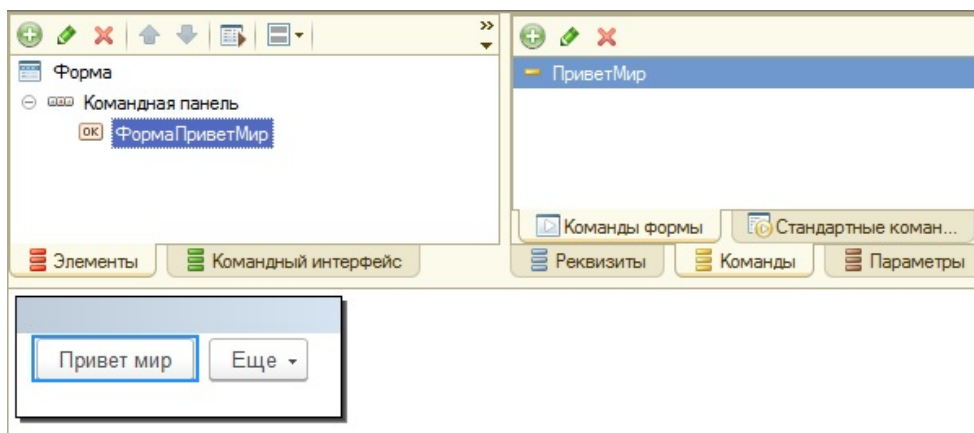 Форма
Командная панель
OK ФормаПриветМир
Элементы
Командный интерфейс
ПриветМир
Команды формы
Стандартные коман...
Реквизиты
Команды
Параметры
Привет мир
Еще